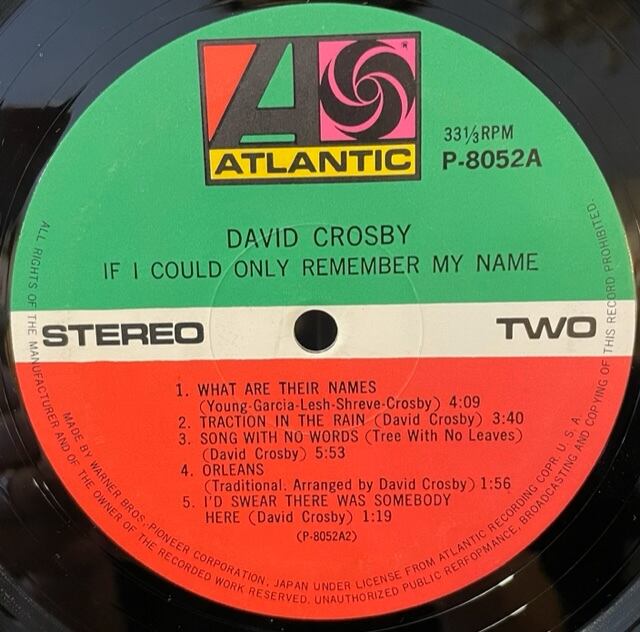 ATLANTIC
33⅓RPM
P-8052A
DAVID CROSBY
IF I COULD ONLY REMEMBER MY NAME
STEREO
TWO
1. WHAT ARE THEIR NAMES
(Young-Garcia-Lesh-Shreve-Crosby) 4:09
2. TRACTION IN THE RAIN (David Crosby) 3:40
3. SONG WITH NO WORDS (Tree With No Leaves)
(David Crosby) 5:53
4. ORLEANS
(Traditional. Arranged by David Crosby) 1:56
5. I'D SWEAR THERE WAS SOMEBODY
HERE (David Crosby) 1:19
(P-8052A2)
MADE BY WARNER BROS. PIONEER CORPORATION, JAPAN UNDER LICENSE FROM ATLANTIC RECORDING COPR. U. S. A.
ALL RIGHTS OF THE MANUFACTURER AND OF THE OWNER OF THE RECORDED WORK RESERVED. UNAUTHORIZED PUBLIC RERFORMANCE, BROADCASTING AND COPYING OF THIS RECORD PROHIBITED.